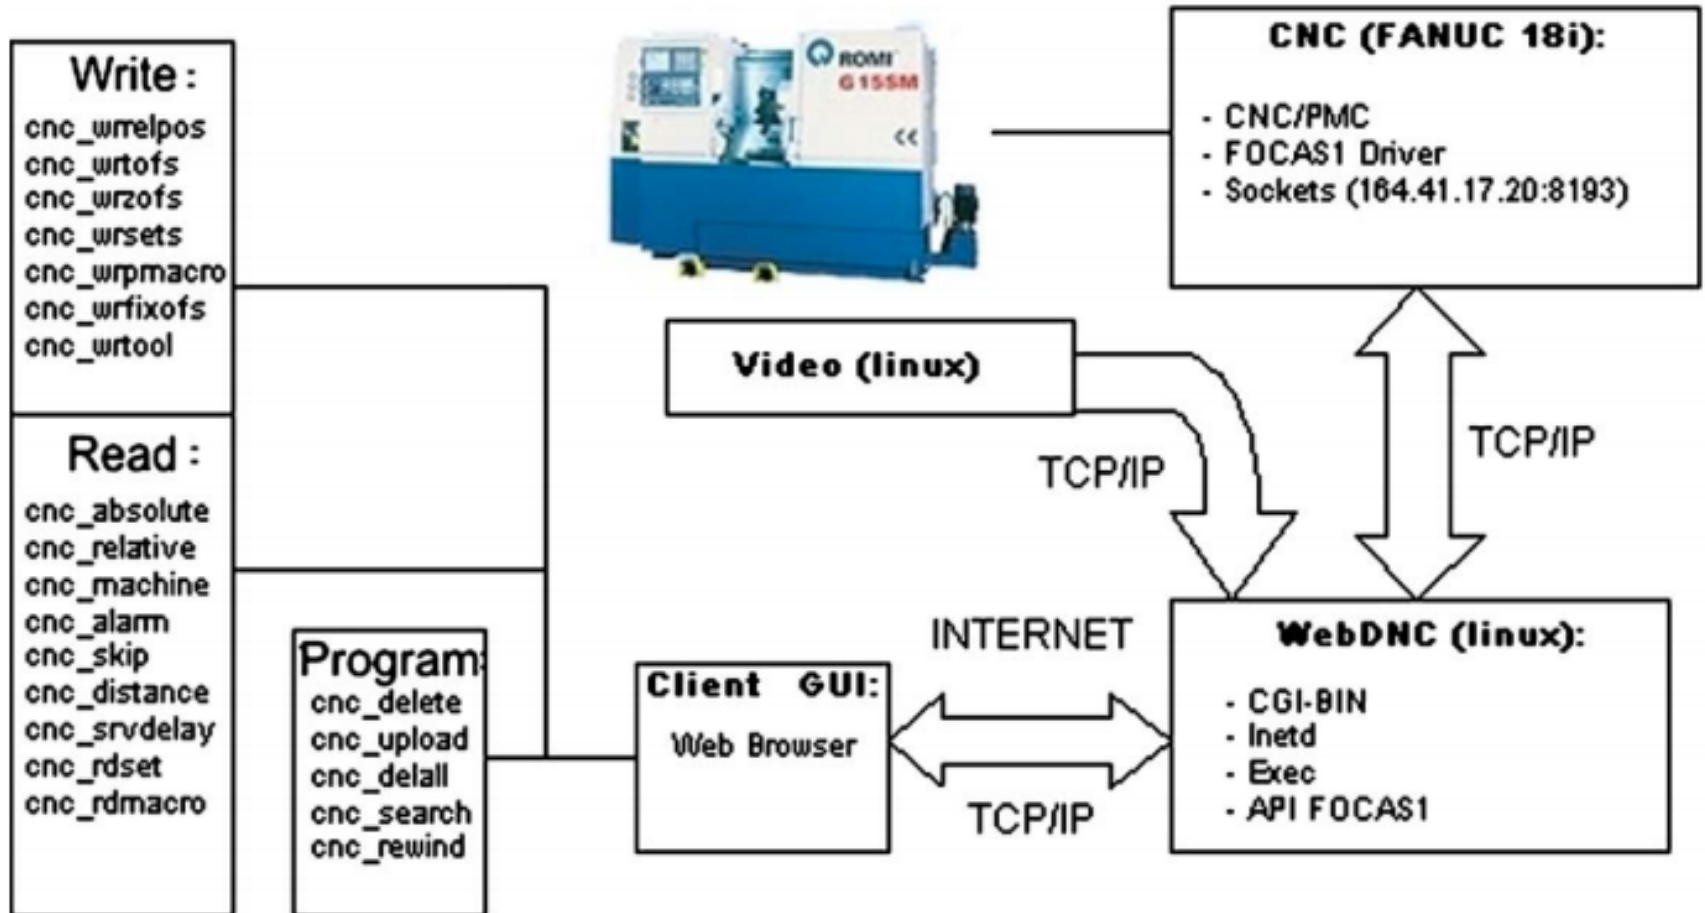 Write :
cnc_wrrelpos
cnc_wrtofs
cnc_wrzofs
cnc_wrsets
cnc_wrpmacro
cnc_wrfixofs
cnc_wrtool
Read :
cnc_absolute
cnc_relative
cnc_machine
cnc_alarm
cnc_skip
cnc_distance
cnc_srvdelay
cnc_rdset
cnc_rdmacro
Program:
cnc_delete
cnc_upload
cnc_delall
cnc_search
cnc_rewind
ROMI
G 15SM
CE
CNC (FANUC 18i):
- CNC/PMC
- FOCAS1 Driver
- Sockets (164.41.17.20:8193)
Video (linux)
TCP/IP
TCP/IP
Client GUI:
Web Browser
INTERNET
TCP/IP
WebDNC (linux):
- CGI-BIN
- Inetd
- Exec
- API FOCAS1